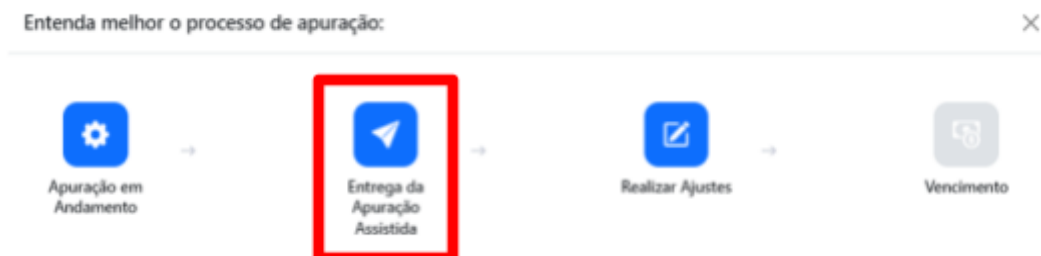 Entenda melhor o processo de apuração:
Apuração em
Andamento
Entrega da
Apuração
Assistida
Realizar Ajustes
Vencimento